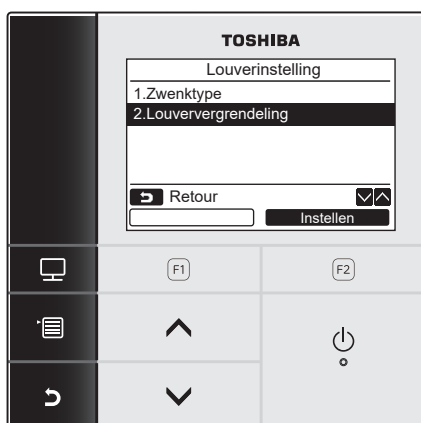 TOSHIBA
Louverinstelling
1.Zwenktype
2.Louververgrendeling
Retour
Instellen
F1
F2